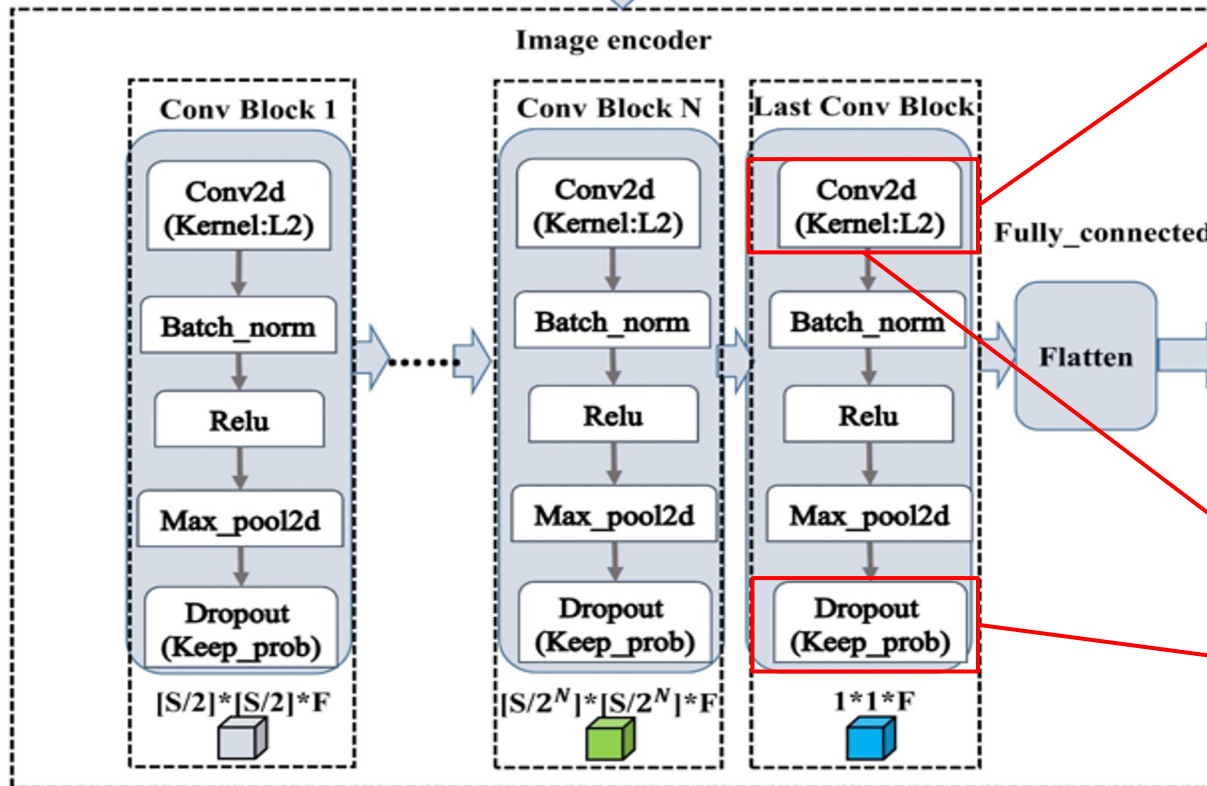 Image encoder
Conv Block 1
Conv2d
(Kernel:L2)
Batch_norm
Relu
Max_pool2d
Dropout
(Keep_prob)
[S/2]*[S/2]*F
......
Conv Block N
Conv2d
(Kernel:L2)
Batch_norm
Relu
Max_pool2d
Dropout
(Keep_prob)
[S/2^N]*[S/2^N]*F
Last Conv Block
Conv2d
(Kernel:L2)
Batch_norm
Relu
Max_pool2d
Dropout
(Keep_prob)
1*1*F
Fully_connected
Flatten